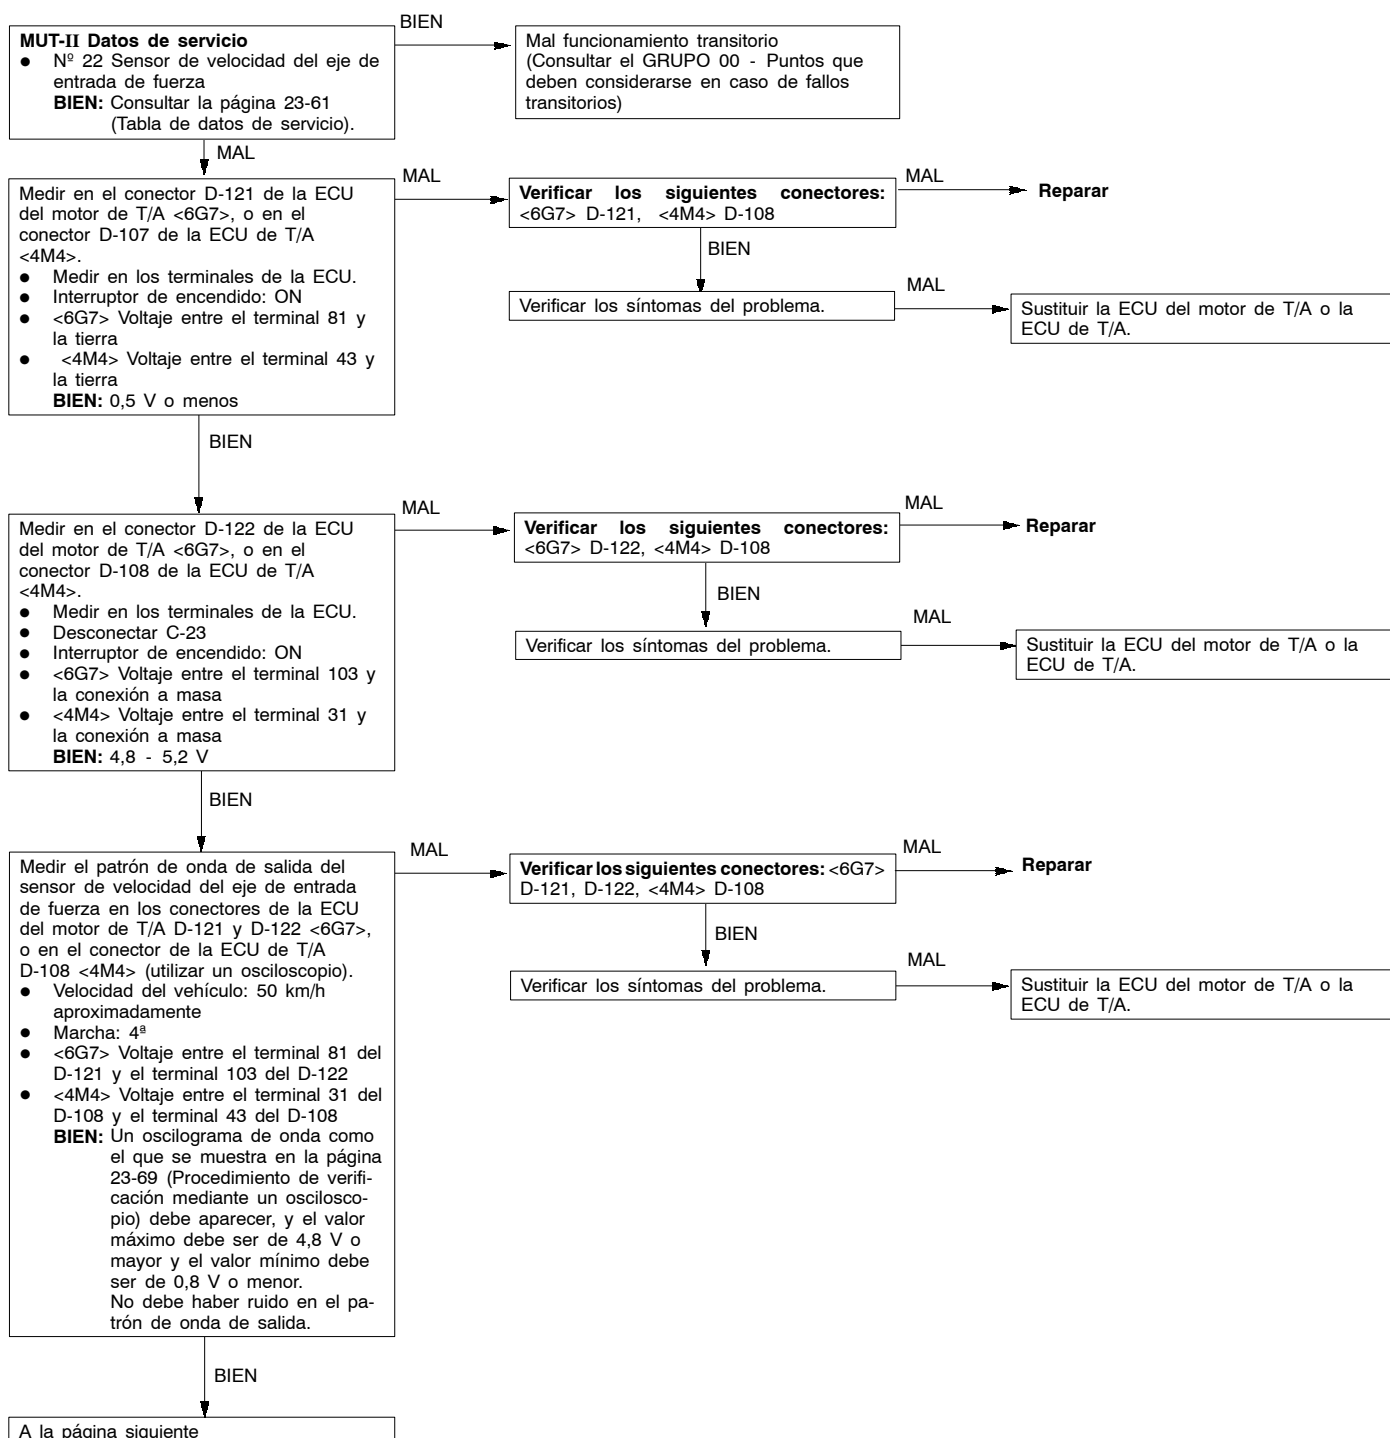 BIEN
MUT-II Datos de servicio
● Nº 22 Sensor de velocidad del eje de
entrada de fuerza
BIEN: Consultar la página 23-61
(Tabla de datos de servicio).
Mal funcionamiento transitorio
(Consultar el GRUPO 00 - Puntos que
deben considerarse en caso de fallos
transitorios)
MAL
Medir en el conector D-121 de la ECU
del motor de T/A <6G7>, o en el
conector D-107 de la ECU de T/A
<4M4>.
● Medir en los terminales de la ECU.
● Interruptor de encendido: ON
● <6G7> Voltaje entre el terminal 81 y
la tierra
● <4M4> Voltaje entre el terminal 43 y
la tierra
BIEN: 0,5 V o menos
MAL
Verificar los siguientes conectores:
<6G7> D-121, <4M4> D-108
MAL
Reparar
BIEN
Verificar los síntomas del problema.
MAL
Sustituir la ECU del motor de T/A o la
ECU de T/A.
BIEN
Medir en el conector D-122 de la ECU
del motor de T/A <6G7>, o en el
conector D-108 de la ECU de T/A
<4M4>.
● Medir en los terminales de la ECU.
● Desconectar C-23
● Interruptor de encendido: ON
● <6G7> Voltaje entre el terminal 103 y
la conexión a masa
● <4M4> Voltaje entre el terminal 31 y
la conexión a masa
BIEN: 4,8 - 5,2 V
MAL
Verificar los siguientes conectores:
<6G7> D-122, <4M4> D-108
MAL
Reparar
BIEN
Verificar los síntomas del problema.
MAL
Sustituir la ECU del motor de T/A o la
ECU de T/A.
BIEN
Medir el patrón de onda de salida del
sensor de velocidad del eje de entrada
de fuerza en los conectores de la ECU
del motor de T/A D-121 y D-122 <6G7>,
o en el conector de la ECU de T/A
D-108 <4M4> (utilizar un osciloscopio).
● Velocidad del vehículo: 50 km/h
aproximadamente
● Marcha: 4ª
● <6G7> Voltaje entre el terminal 81 del
D-121 y el terminal 103 del D-122
● <4M4> Voltaje entre el terminal 31 del
D-108 y el terminal 43 del D-108
BIEN: Un oscilograma de onda como
el que se muestra en la página
23-69 (Procedimiento de verifi-
cación mediante un oscilosco-
pio) debe aparecer, y el valor
máximo debe ser de 4,8 V o
mayor y el valor mínimo debe
ser de 0,8 V o menor.
No debe haber ruido en el pa-
trón de onda de salida.
MAL
Verificar los siguientes conectores: <6G7>
D-121, D-122, <4M4> D-108
MAL
Reparar
BIEN
Verificar los síntomas del problema.
MAL
Sustituir la ECU del motor de T/A o la
ECU de T/A.
BIEN
A la página siguiente